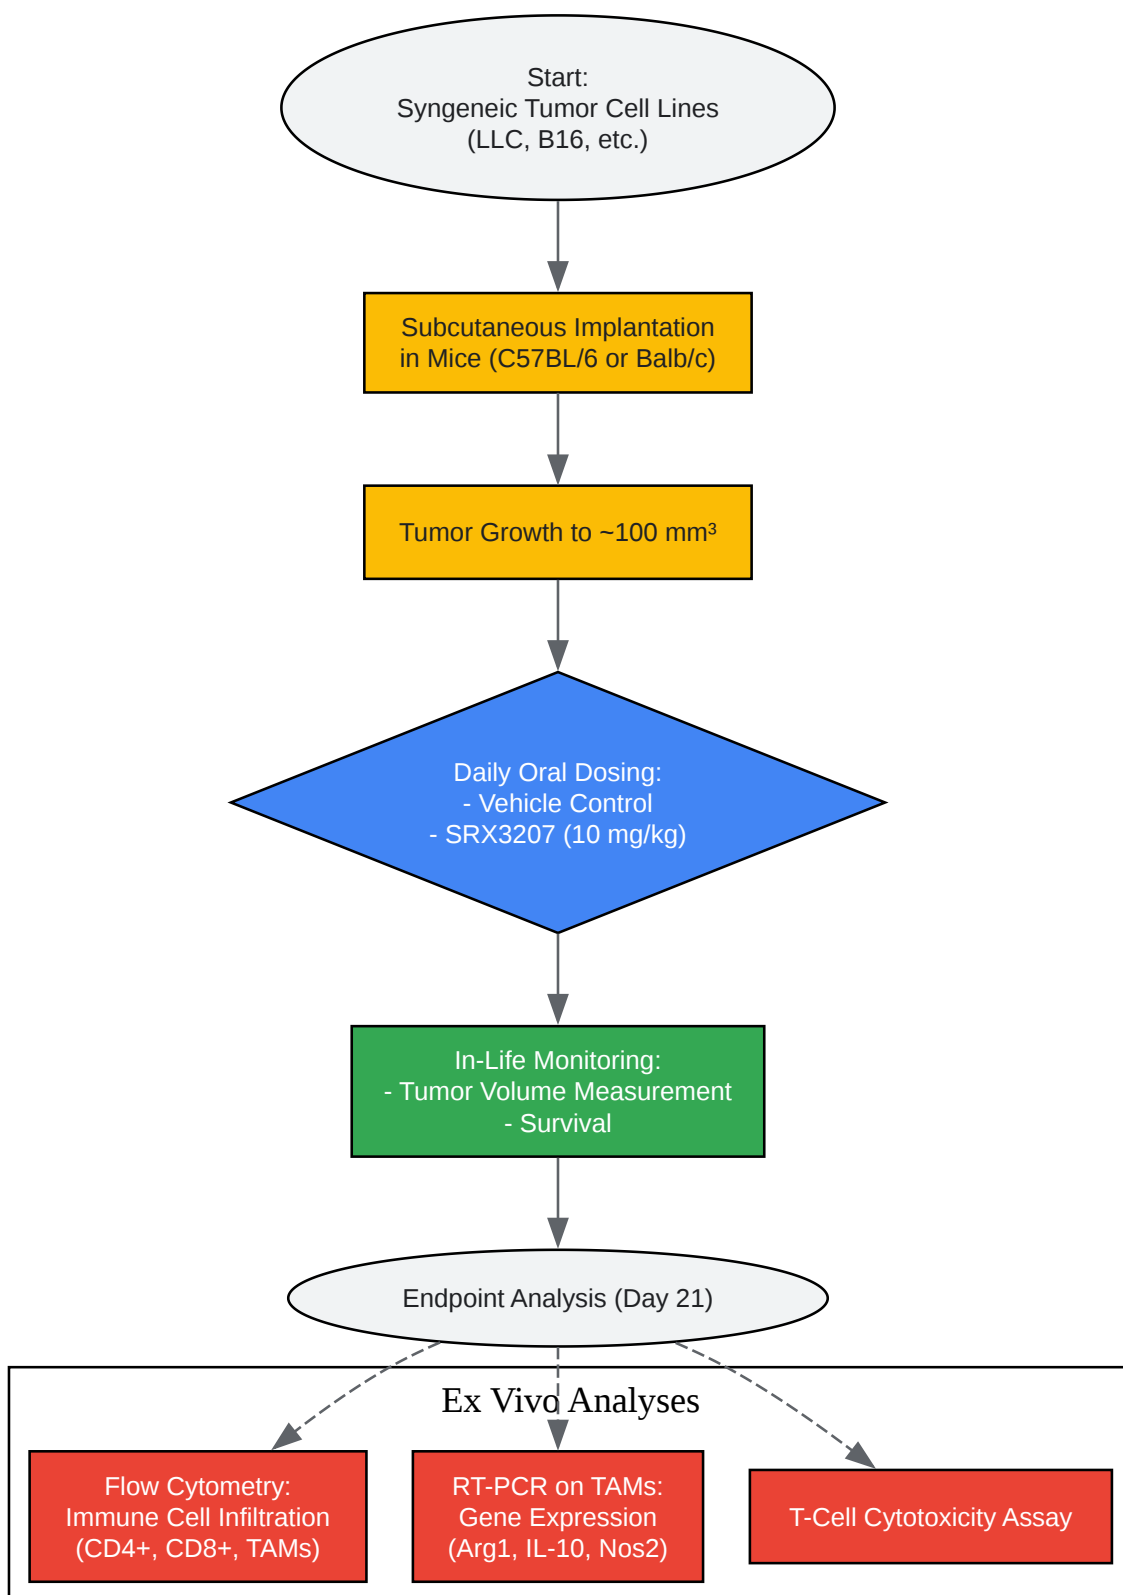 Start:
Syngeneic Tumor Cell Lines
(LLC, B16, etc.)
Subcutaneous Implantation
in Mice (C57BL/6 or Balb/c)
Tumor Growth to ~100 mm³
Daily Oral Dosing:
- Vehicle Control
- SRX3207 (10 mg/kg)
In-Life Monitoring:
- Tumor Volume Measurement
- Survival
Endpoint Analysis (Day 21)
Ex Vivo Analyses
Flow Cytometry:
Immune Cell Infiltration
(CD4+, CD8+, TAMs)
RT-PCR on TAMs:
Gene Expression
(Arg1, IL-10, Nos2)
T-Cell Cytotoxicity Assay